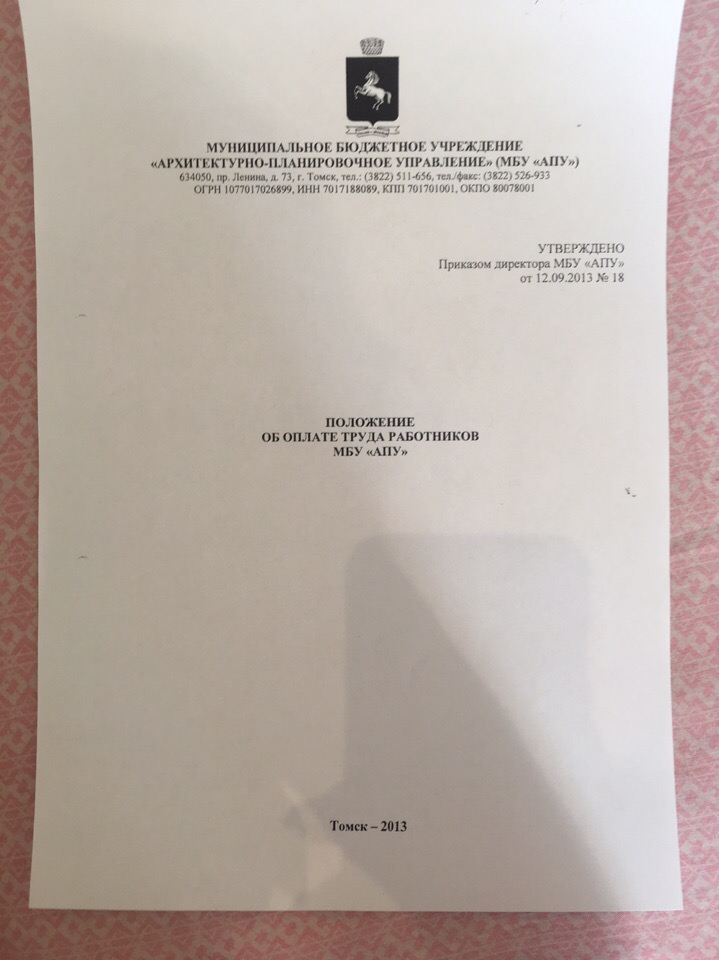 МУНИЦИПАЛЬНОЕ БЮДЖЕТНОЕ УЧРЕЖДЕНИЕ
«АРХИТЕКТУРНО-ПЛАНИРОВОЧНОЕ УПРАВЛЕНИЕ» (МБУ «АПУ»)
634050, пр. Ленина, д. 73, г. Томск, тел.: (3822) 511-656, тел./факс: (3822) 526-933
ОГРН 1077017026899, ИНН 7017188089, КПП 701701001, ОКПО 80078001
УТВЕРЖДЕНО
Приказом директора МБУ «АПУ»
от 12.09.2013 № 18
ПОЛОЖЕНИЕ
ОБ ОПЛАТЕ ТРУДА РАБОТНИКОВ
МБУ «АПУ»
Томск – 2013